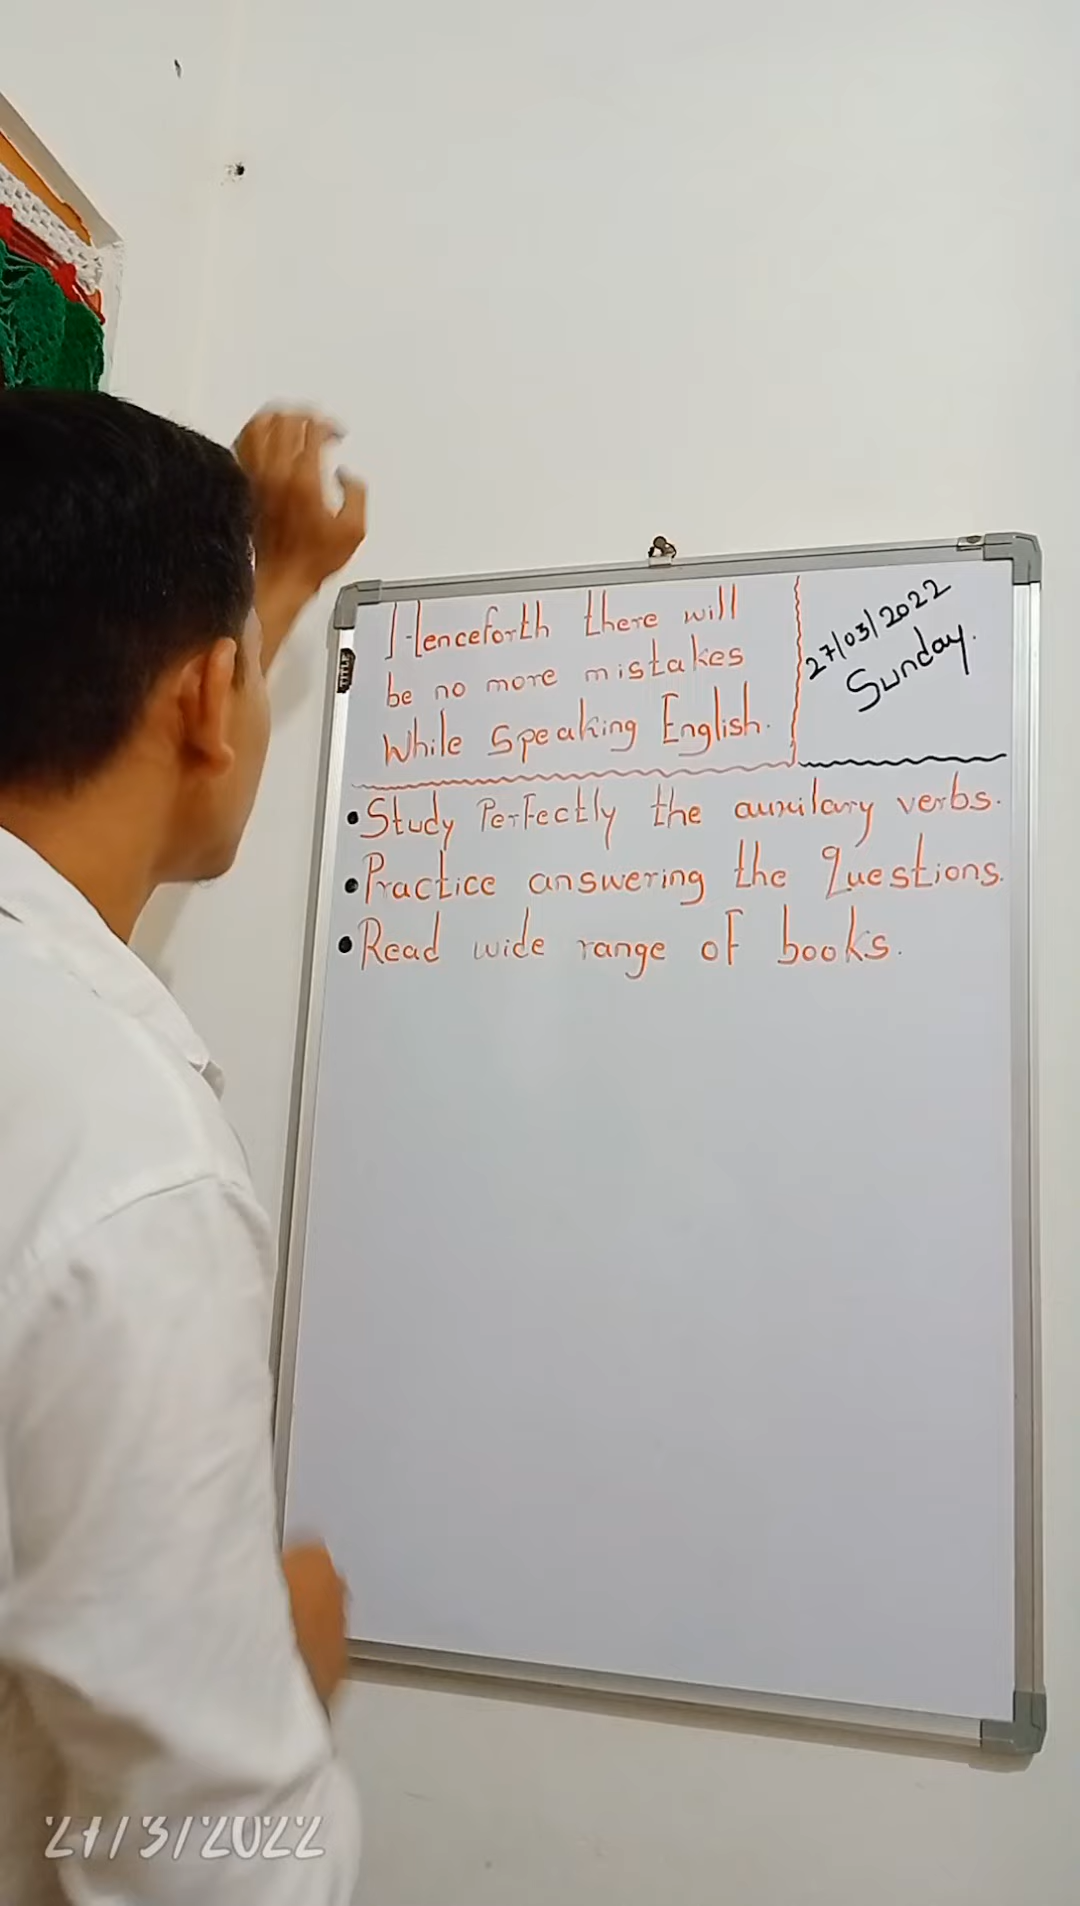 Henceforth there will
be no more mistakes
While Speaking English.
27/03/2022
Sunday.
• Study Perfectly the auxilary verbs.
• Practice answering the Questions.
• Read wide range of books.
TITLE
27/3/2022